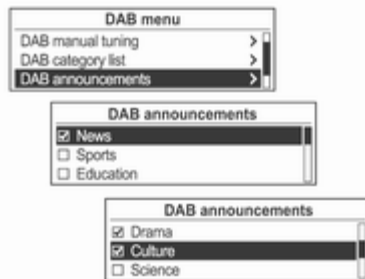 DAB menu
DAB manual tuning
DAB category list
DAB announcements
DAB announcements
News
Sports
Education
DAB announcements
Drama
Culture
Science